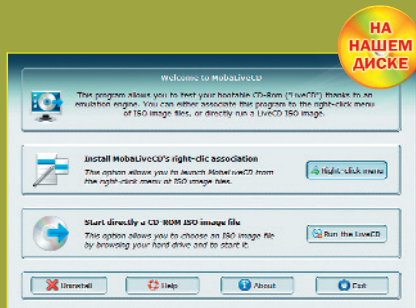 НА
НАШЕМ
ДИСКЕ
Welcome to MobaLiveCD
This program allows you to test your bootable CD-Rom ("LiveCD") thanks to an
emulation engine. You can either associate this program to the right-click menu
of ISO image files, or directly run a LiveCD ISO image.
Install MobaLiveCD's right-clic association
This option allows you to launch MobaLiveCD from
the right-click menu of ISO image files.
Right-click menu
Start directly a CD-ROM ISO image file
This option allows you to choose an ISO image file
by browsing your hard drive and to start it.
Run the LiveCD
Uninstall
Help
About
Exit